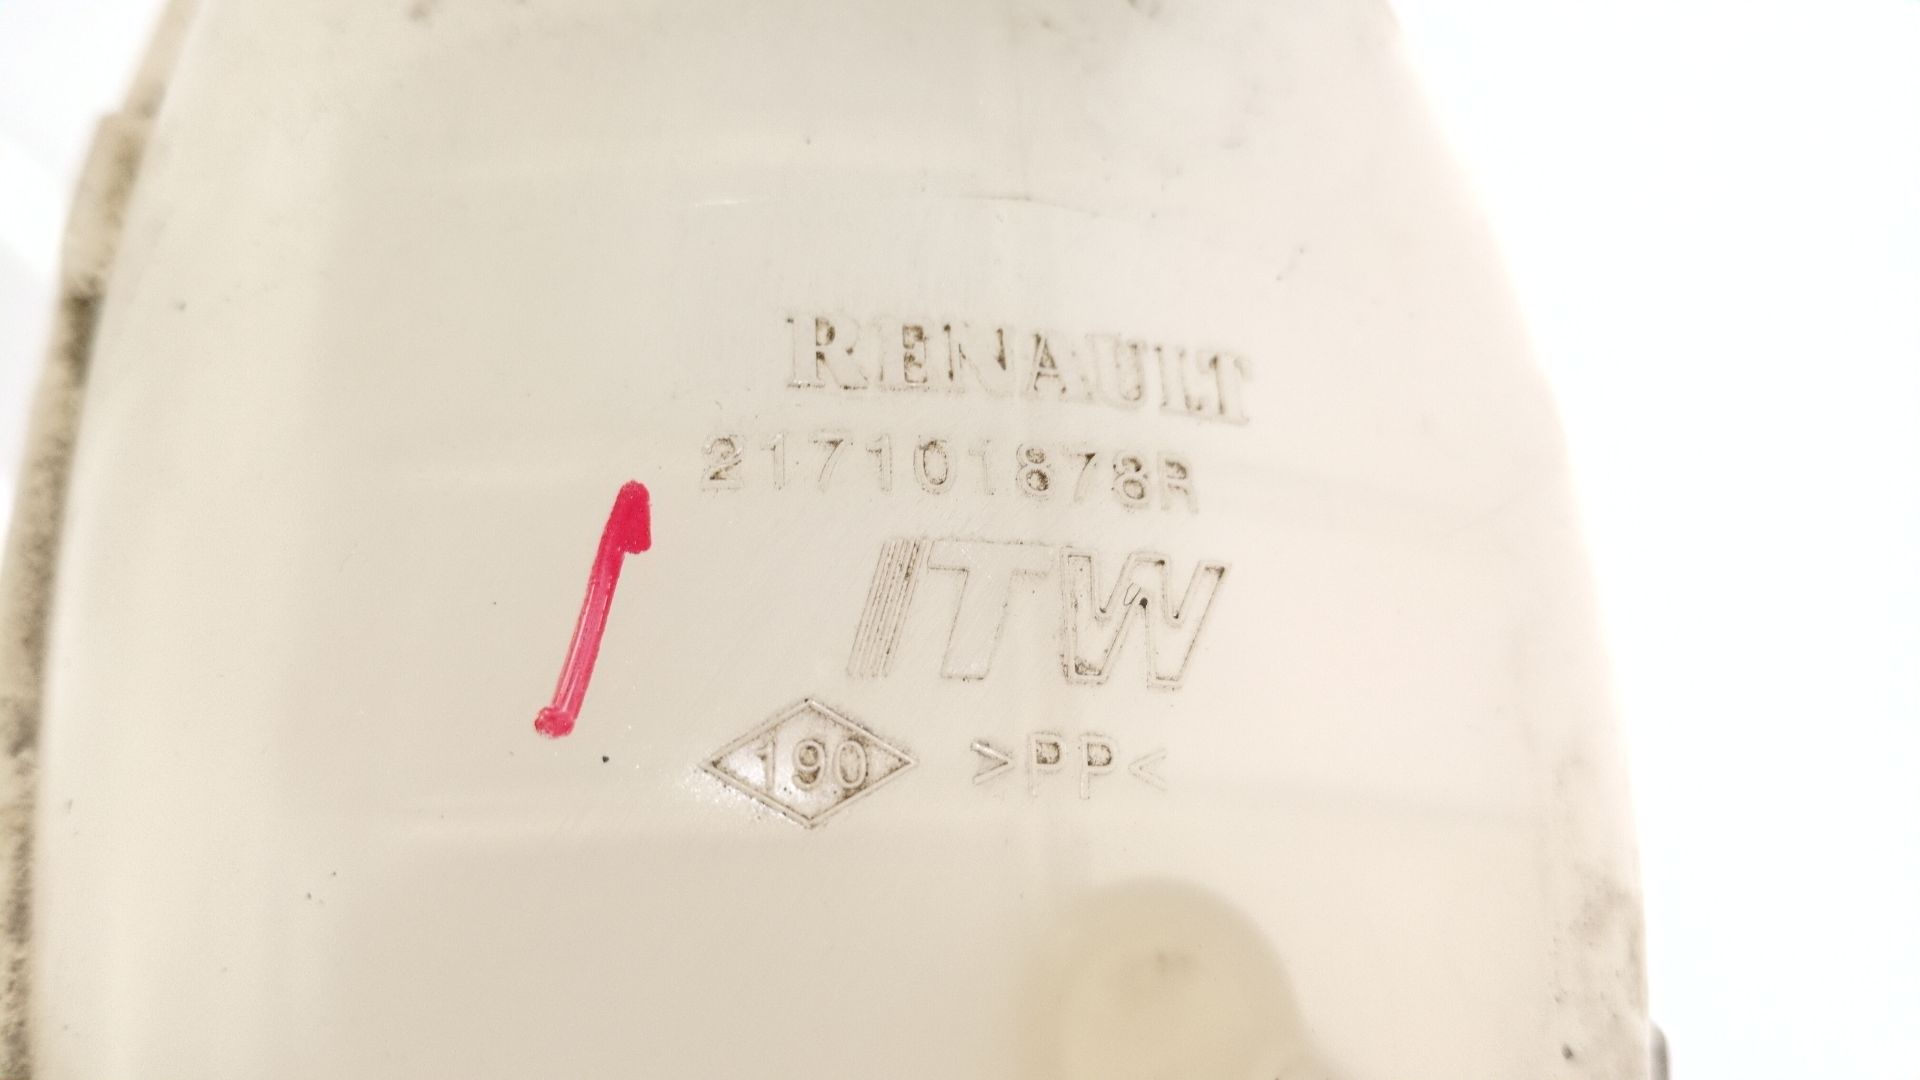 RENAULT
217101878R
ITW
190 >PP<